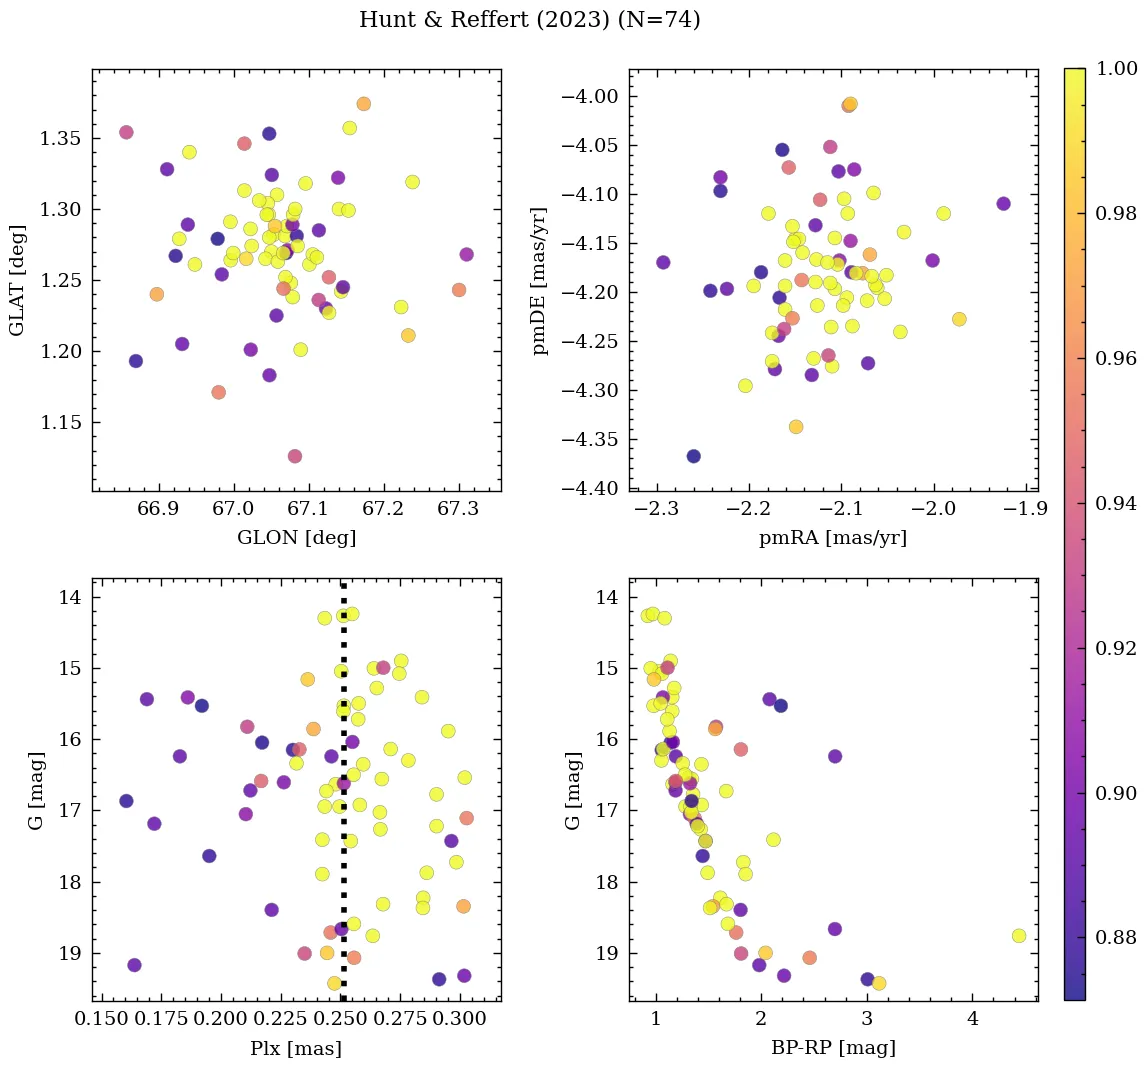 Hunt & Reffert (2023) (N=74)
1.35
1.30
1.25
1.20
1.15
GLAT [deg]
66.9 67.0 67.1 67.2 67.3
GLON [deg]
−4.00
−4.05
−4.10
−4.15
−4.20
−4.25
−4.30
−4.35
−4.40
pmDE [mas/yr]
−2.3 −2.2 −2.1 −2.0 −1.9
pmRA [mas/yr]
14
15
16
17
18
19
G [mag]
0.150 0.175 0.200 0.225 0.250 0.275 0.300
Plx [mas]
14
15
16
17
18
19
G [mag]
1 2 3 4
BP-RP [mag]
1.00
0.98
0.96
0.94
0.92
0.90
0.88